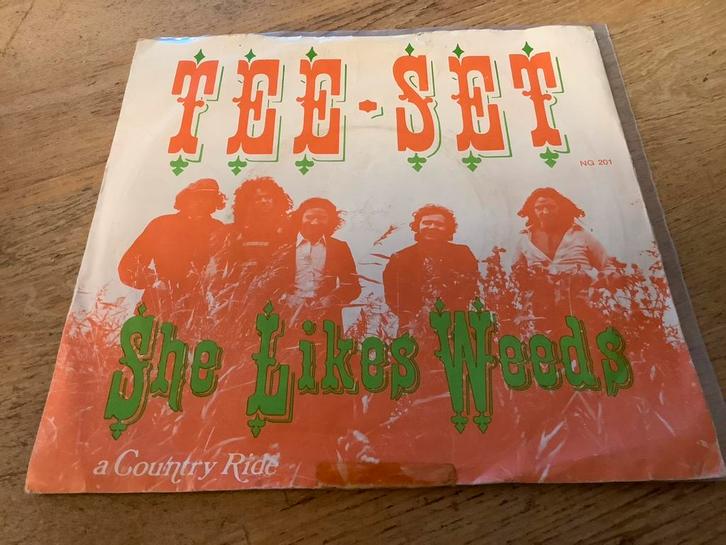 TEE-SET
NG 201
She Likes Weeds
a Country Ride